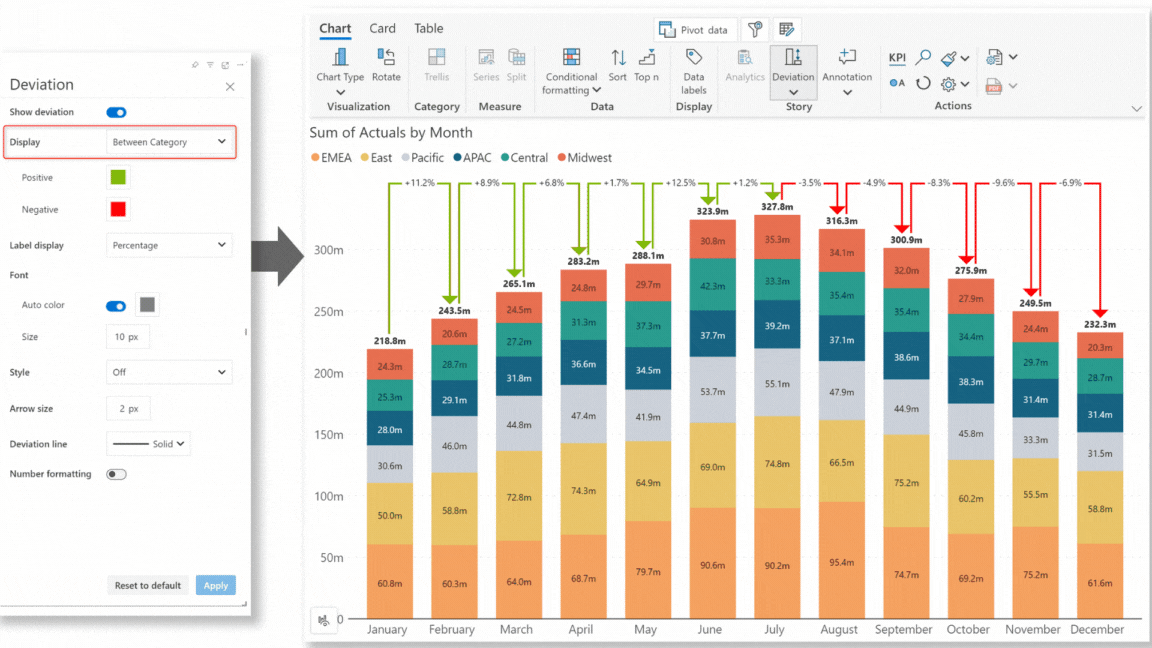 Deviation
Show deviation
Display Between Category
Positive
Negative
Label display Percentage
Font
Auto color
Size 10 px
Style Off
Arrow size 2 px
Deviation line Solid
Number formatting
Reset to default Apply
Chart Card Table Pivot data
Chart Type Rotate Trellis Series Split Conditional formatting Sort Top n Data labels Analytics Deviation Annotation KPI A PDF
Visualization Category Measure Data Display Story Actions
Sum of Actuals by Month
EMEA East Pacific APAC Central Midwest
+11.2% +8.9% +6.8% +1.7% +12.5% +1.2% -3.5% -4.9% -8.3% -9.6% -6.9%
218.8m 243.5m 265.1m 283.2m 288.1m 323.9m 327.8m 316.3m 300.9m 275.9m 249.5m 232.3m
24.3m 20.6m 24.5m 24.8m 29.7m 30.8m 35.3m 34.1m 32.0m 27.9m 24.4m 20.3m
25.3m 28.7m 27.2m 31.3m 37.3m 42.3m 33.3m 35.4m 35.4m 34.4m 29.7m 28.7m
28.0m 29.1m 31.8m 36.6m 34.5m 37.7m 39.2m 37.1m 38.6m 38.3m 31.4m 31.4m
30.6m 46.0m 44.8m 47.4m 41.9m 53.7m 55.1m 47.9m 44.9m 45.8m 33.3m 31.5m
50.0m 58.8m 72.8m 74.3m 64.9m 69.0m 74.8m 66.5m 75.2m 60.2m 55.5m 58.8m
60.8m 60.3m 64.0m 68.7m 79.7m 90.6m 90.2m 95.4m 74.7m 69.2m 75.2m 61.6m
300m
250m
200m
150m
100m
50m
0
January February March April May June July August September October November December